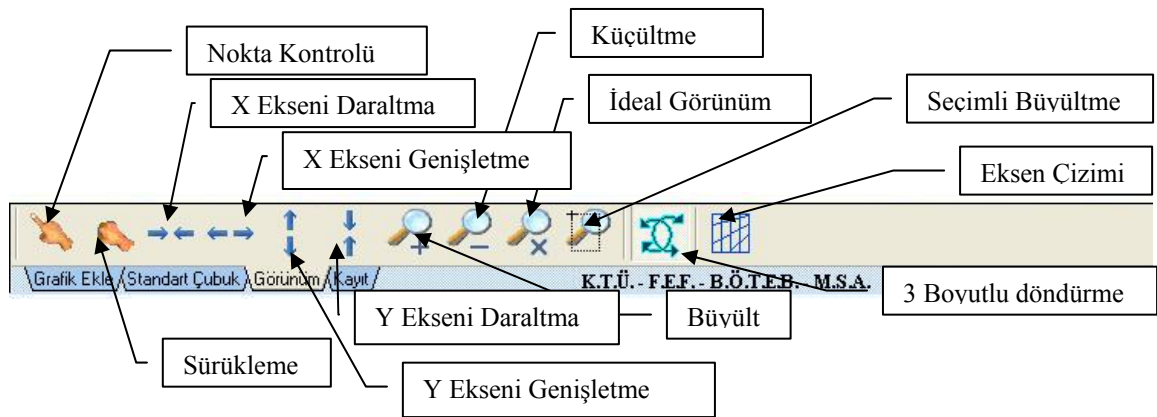 Küçültme
Nokta Kontrolü
X Ekseni Daraltma
İdeal Görünüm
Seçimli Büyültme
X Ekseni Genişletme
Eksen Çizimi
Grafik Ekle Standart Çubuk Görünüm Kayıt
K.T.Ü. - F.E.F. - B.Ö.T.E.B. - M.S.A.
3 Boyutlu döndürme
Y Ekseni Daraltma
Büyült
Sürükleme
Y Ekseni Genişletme